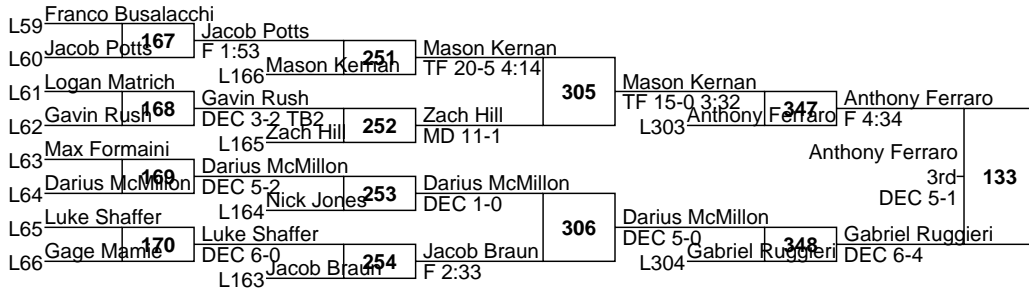 L59 Franco Busalacchi
167
Jacob Potts
F 1:53
L60 Jacob Potts
251
Mason Kernan
TF 20-5 4:14
L166 Mason Kernan
L61 Logan Matrich
168
Gavin Rush
DEC 3-2 TB2
L62 Gavin Rush
252
Zach Hill
MD 11-1
L165 Zach Hill
305
Mason Kernan
TF 15-0 3:32
L303 Anthony Ferraro
347
Anthony Ferraro
F 4:34
L63 Max Formaini
169
Darius McMillon
DEC 5-2
L64 Darius McMillon
253
Darius McMillon
DEC 1-0
L164 Nick Jones
L65 Luke Shaffer
170
Luke Shaffer
DEC 6-0
L66 Gage Mamie
254
Jacob Braun
F 2:33
L163 Jacob Braun
306
Darius McMillon
DEC 5-0
L304 Gabriel Ruggieri
348
Gabriel Ruggieri
DEC 6-4
Anthony Ferraro
3rd
DEC 5-1
133